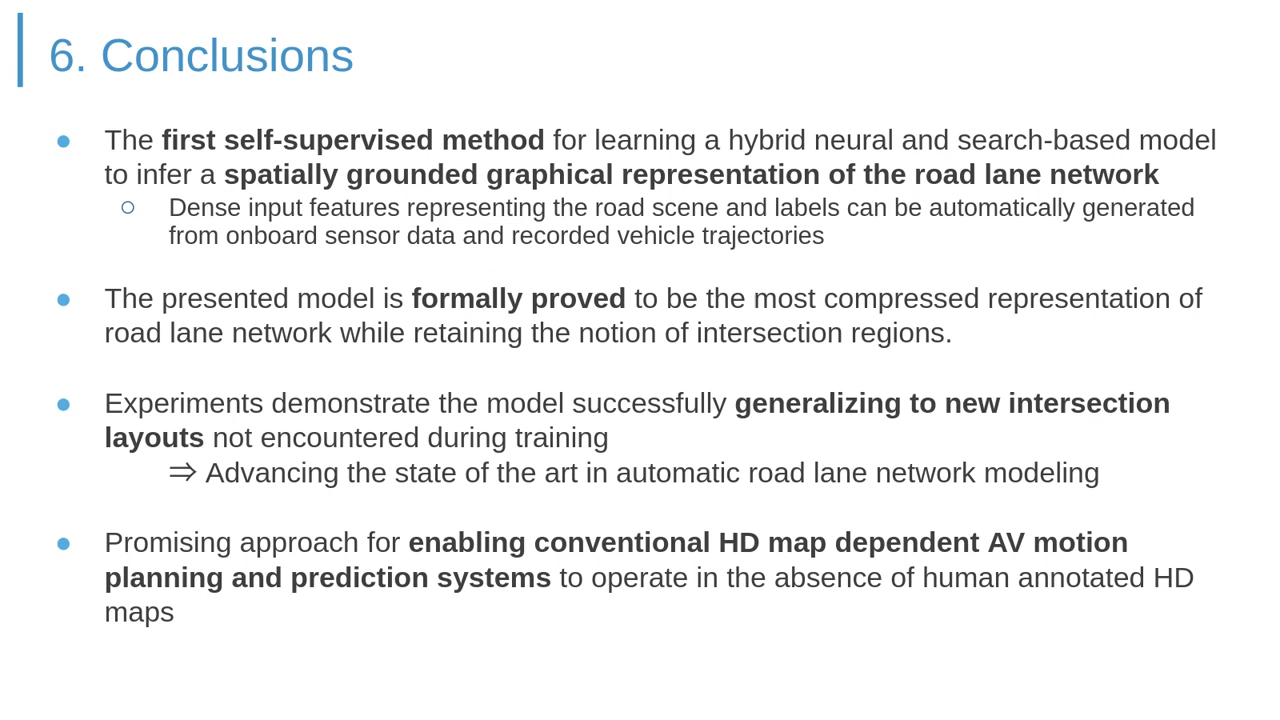 6. Conclusions
● The first self-supervised method for learning a hybrid neural and search-based model
to infer a spatially grounded graphical representation of the road lane network
○ Dense input features representing the road scene and labels can be automatically generated
from onboard sensor data and recorded vehicle trajectories
● The presented model is formally proved to be the most compressed representation of
road lane network while retaining the notion of intersection regions.
● Experiments demonstrate the model successfully generalizing to new intersection
layouts not encountered during training
⇒ Advancing the state of the art in automatic road lane network modeling
● Promising approach for enabling conventional HD map dependent AV motion
planning and prediction systems to operate in the absence of human annotated HD
maps